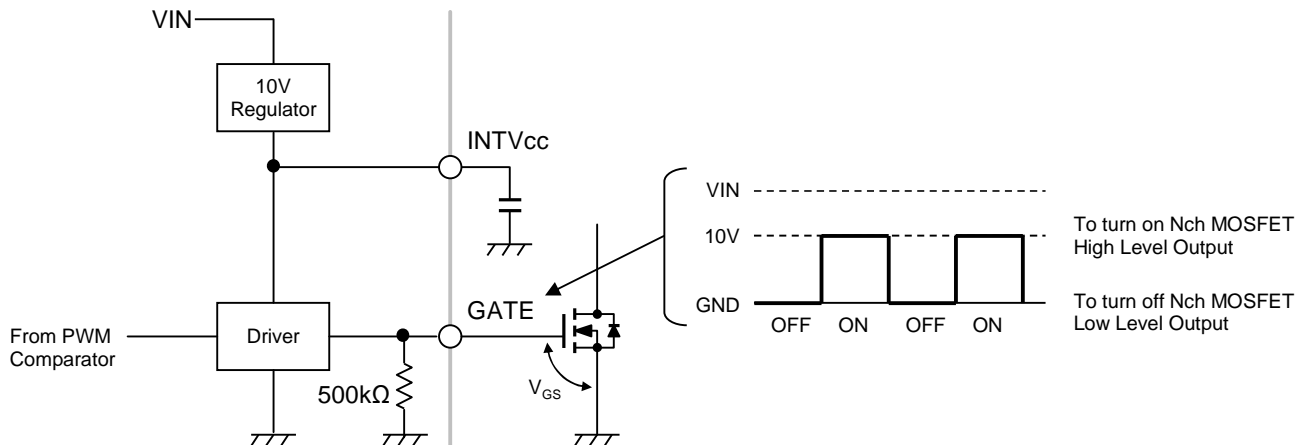 VIN
10V
Regulator
INTVcc
GATE
From PWM
Comparator
Driver
500kΩ
VGS
VIN
10V
GND
OFF ON OFF ON
To turn on Nch MOSFET
High Level Output
To turn off Nch MOSFET
Low Level Output